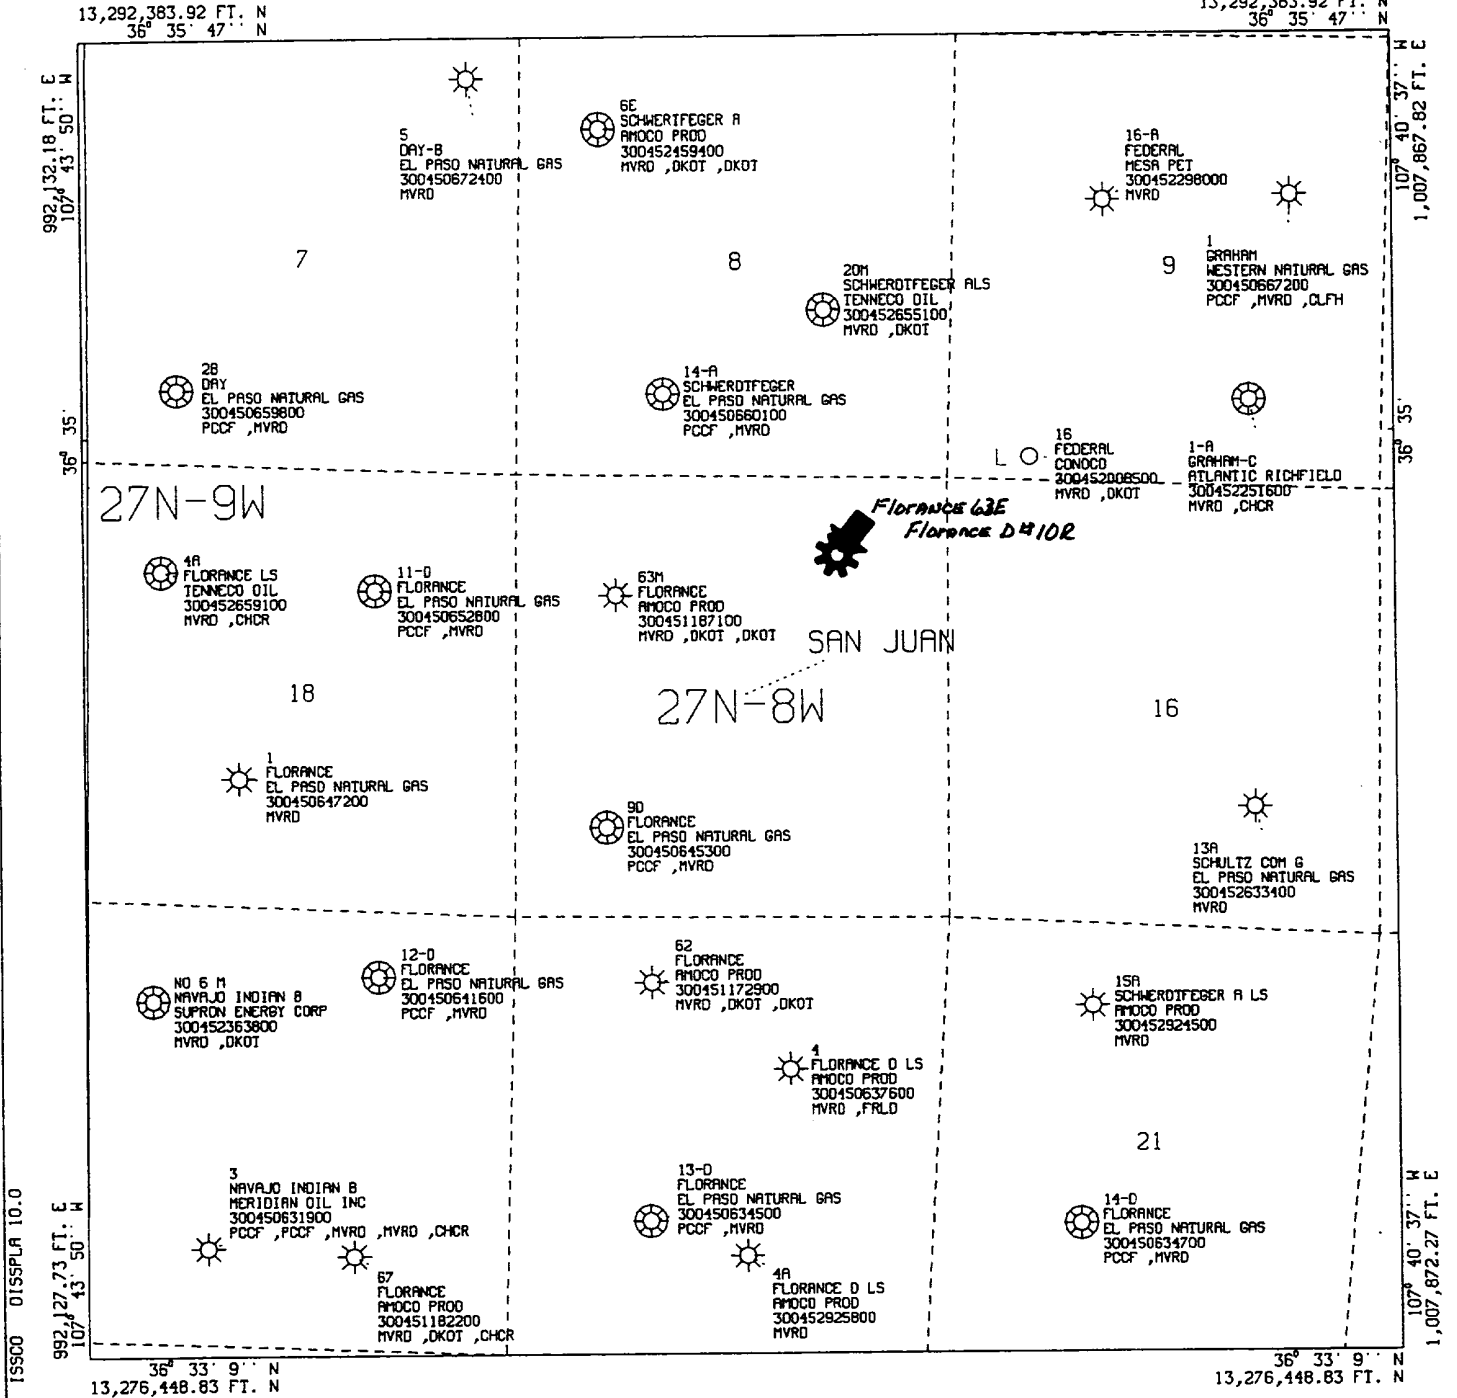 13,292,383.92 FT. N
36° 35' 47'' N
13,292,383.92 FT. N
36° 35' 47'' N
992,132.18 FT. E
107° 43' 50'' W
107° 40' 37'' W
1,007,867.82 FT. E
5
DAY-B
EL PASO NATURAL GAS
300450672400
MVRD
6E
SCHWERTFEGER A
AMOCO PROD
300452459400
MVRD ,DKOT ,DKOT
16-A
FEDERAL
MESA PET
300452298000
MVRD
1
GRAHAM
WESTERN NATURAL GAS
300450667200
PCCF ,MVRD ,CLFH
7
8
9
20M
SCHWERDTFEGER ALS
TENNECO OIL
300452655100
MVRD ,DKOT
2B
DAY
EL PASO NATURAL GAS
300450659800
PCCF ,MVRD
14-A
SCHWERDTFEGER
EL PASO NATURAL GAS
300450660100
PCCF ,MVRD
36° 35'
36° 35'
L
16
FEDERAL
CONOCO
300452008500
MVRD ,DKOT
1-A
GRAHAM-C
ATLANTIC RICHFIELD
300452251600
MVRD ,CHCR
27N-9W
Florance 63E
Florance D#10R
4A
FLORANCE LS
TENNECO OIL
300452659100
MVRD ,CHCR
11-D
FLORANCE
EL PASO NATURAL GAS
300450652800
PCCF ,MVRD
63M
FLORANCE
AMOCO PROD
300451187100
MVRD ,DKOT ,DKOT
SAN JUAN
18
27N-8W
16
1
FLORANCE
EL PASO NATURAL GAS
300450647200
MVRD
9D
FLORANCE
EL PASO NATURAL GAS
300450645300
PCCF ,MVRD
13A
SCHULTZ COM G
EL PASO NATURAL GAS
300452633400
MVRD
NO 6 M
NAVAJO INDIAN B
SUPRON ENERGY CORP
300452363800
MVRD ,DKOT
12-D
FLORANCE
EL PASO NATURAL GAS
300450641600
PCCF ,MVRD
62
FLORANCE
AMOCO PROD
300451172900
MVRD ,DKOT ,DKOT
15A
SCHWERDTFEGER A LS
AMOCO PROD
300452924500
MVRD
4
FLORANCE D LS
AMOCO PROD
300450637600
MVRD ,FRLD
21
3
NAVAJO INDIAN B
MERIDIAN OIL INC
300450631900
PCCF ,PCCF ,MVRD ,MVRD ,CHCR
13-D
FLORANCE
EL PASO NATURAL GAS
300450634500
PCCF ,MVRD
14-D
FLORANCE
EL PASO NATURAL GAS
300450634700
PCCF ,MVRD
67
FLORANCE
AMOCO PROD
300451182200
MVRD ,DKOT ,CHCR
4A
FLORANCE D LS
AMOCO PROD
300452925800
MVRD
ISSCO DISSPLA 10.0
992,127.73 FT. E
107° 43' 50'' W
107° 40' 37'' W
1,007,872.27 FT. E
36° 33' 9'' N
13,276,448.83 FT. N
36° 33' 9'' N
13,276,448.83 FT. N